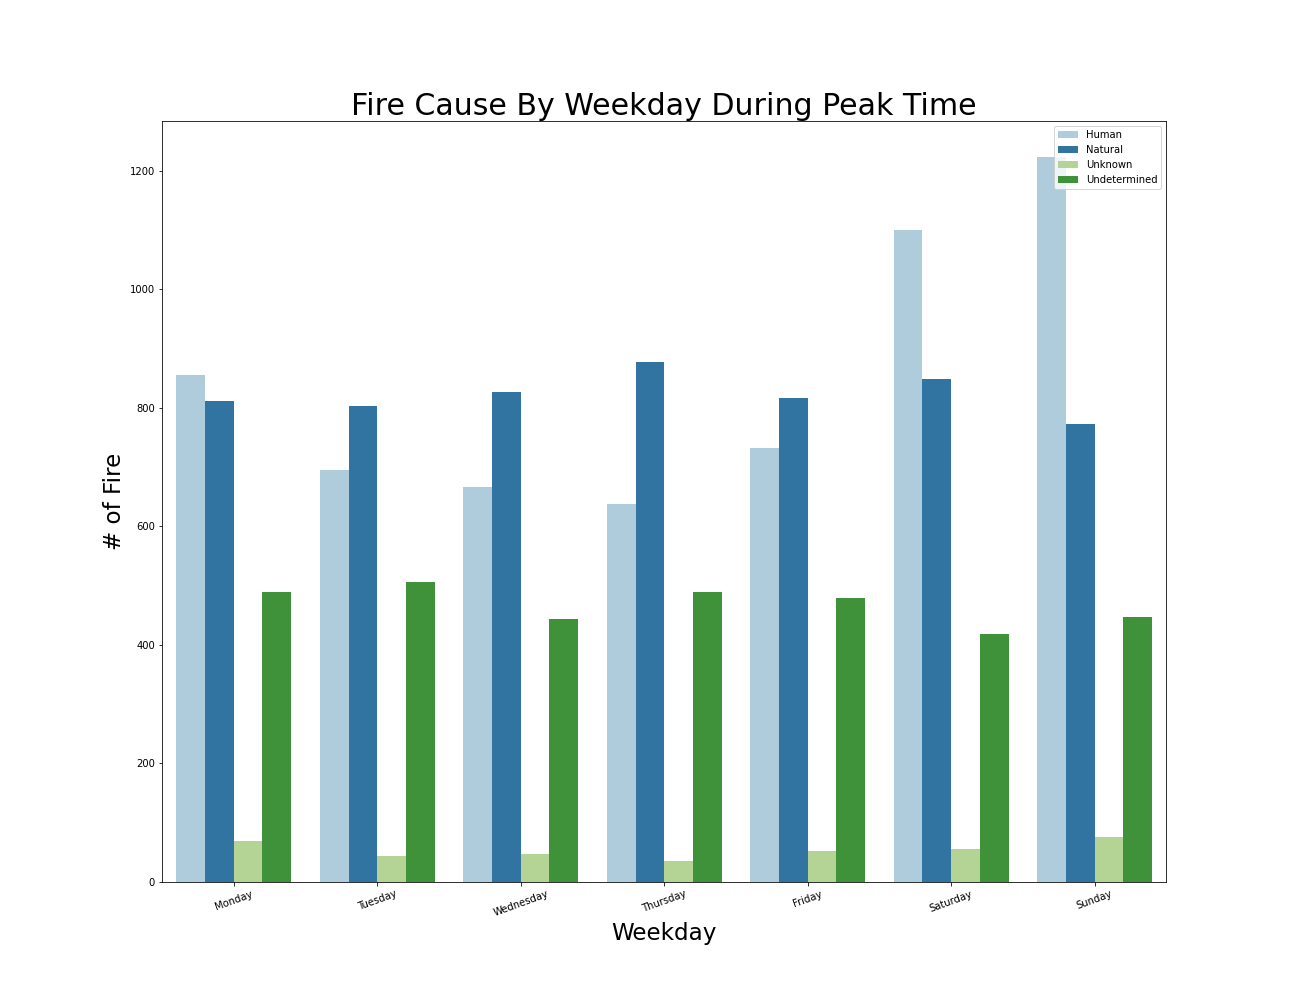 Fire Cause By Weekday During Peak Time
Human
Natural
Unknown
Undetermined
1200
1000
800
600
400
200
0
# of Fire
Monday
Tuesday
Wednesday
Thursday
Friday
Saturday
Sunday
Weekday